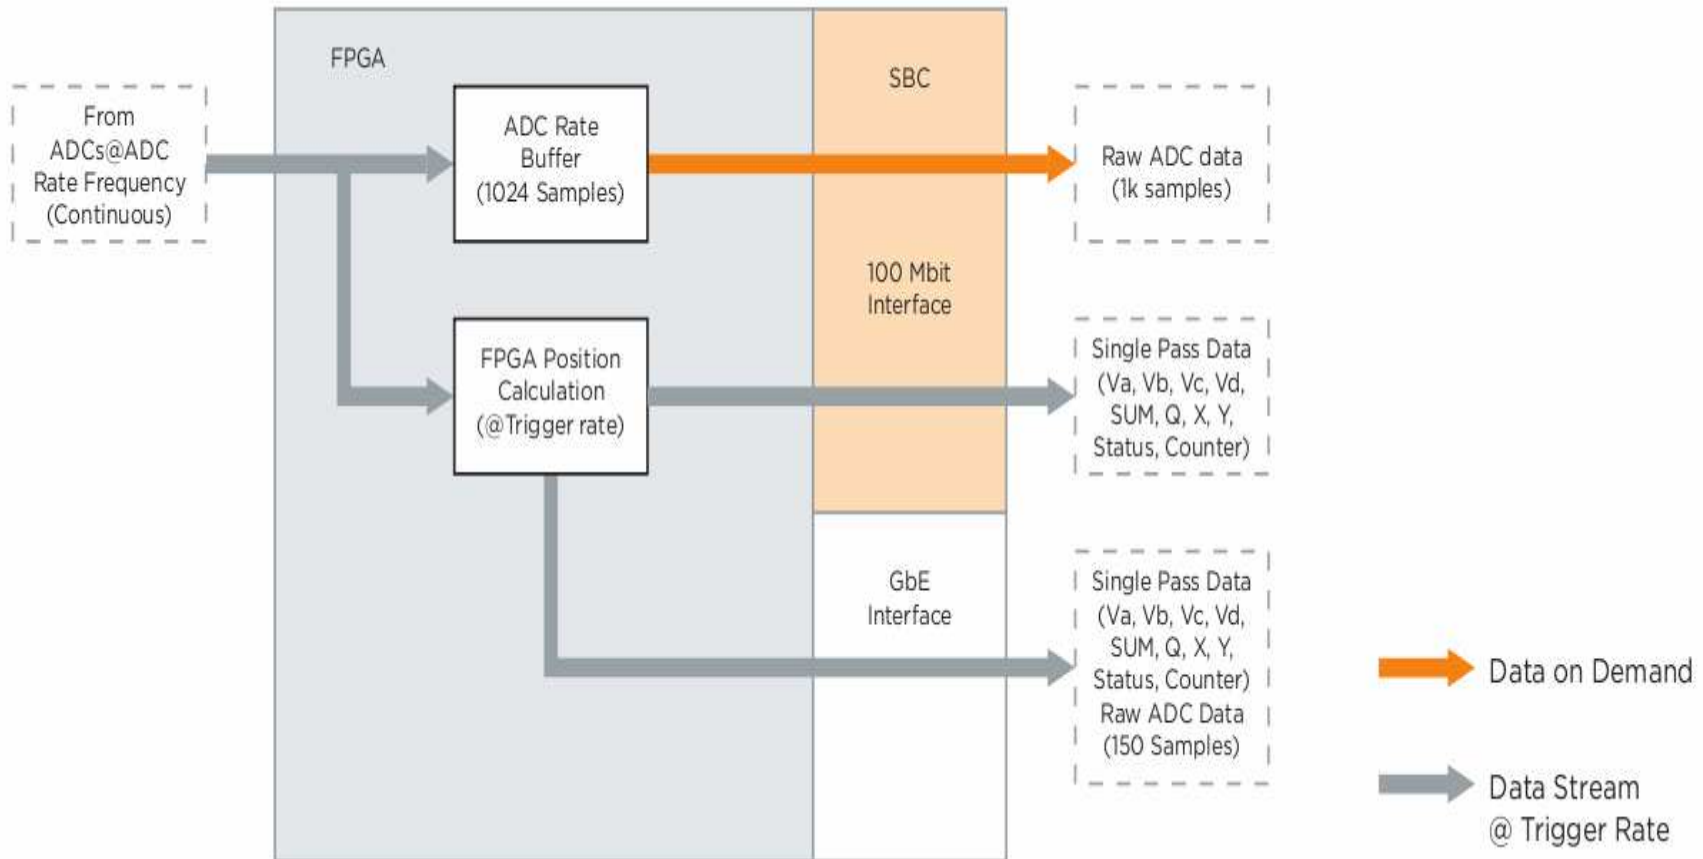 FPGA
SBC
From
ADCs@ADC
Rate Frequency
(Continuous)
ADC Rate
Buffer
(1024 Samples)
Raw ADC data
(1k samples)
100 Mbit
Interface
FPGA Position
Calculation
(@Trigger rate)
Single Pass Data
(Va, Vb, Vc, Vd,
SUM, Q, X, Y,
Status, Counter)
GbE
Interface
Single Pass Data
(Va, Vb, Vc, Vd,
SUM, Q, X, Y,
Status, Counter)
Raw ADC Data
(150 Samples)
Data on Demand
Data Stream
@ Trigger Rate